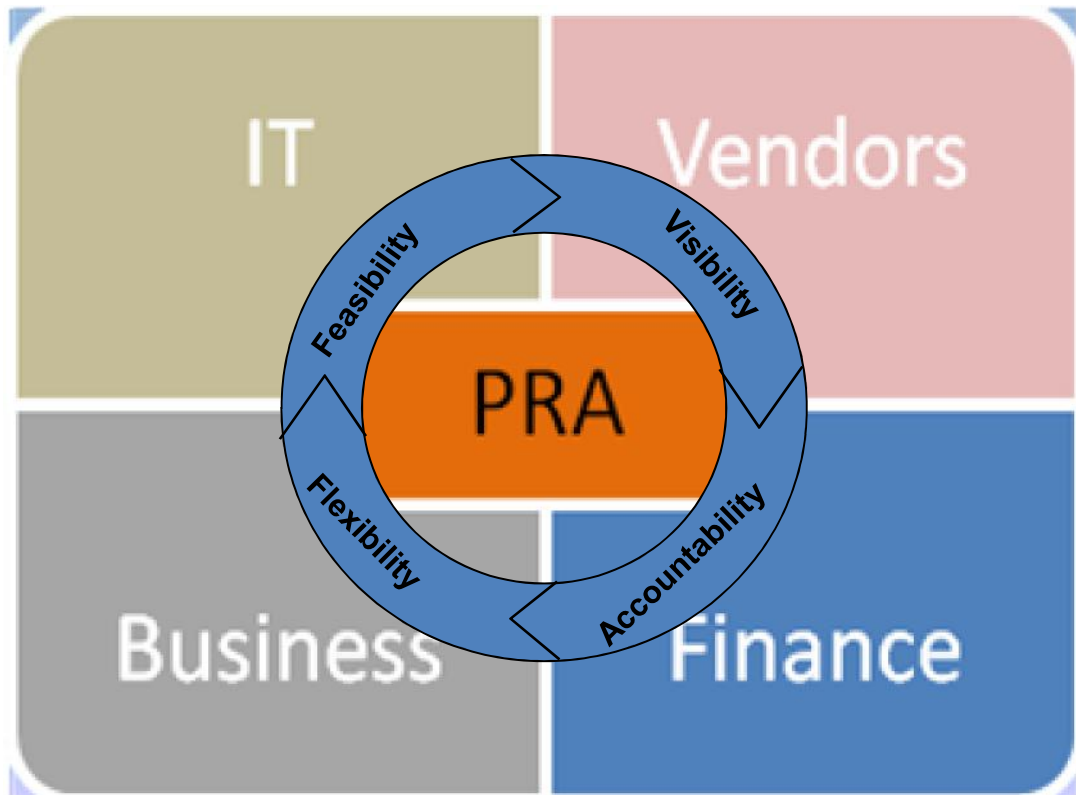 IT
Vendors
Feasibility
Visibility
PRA
Flexibility
Accountability
Business
Finance